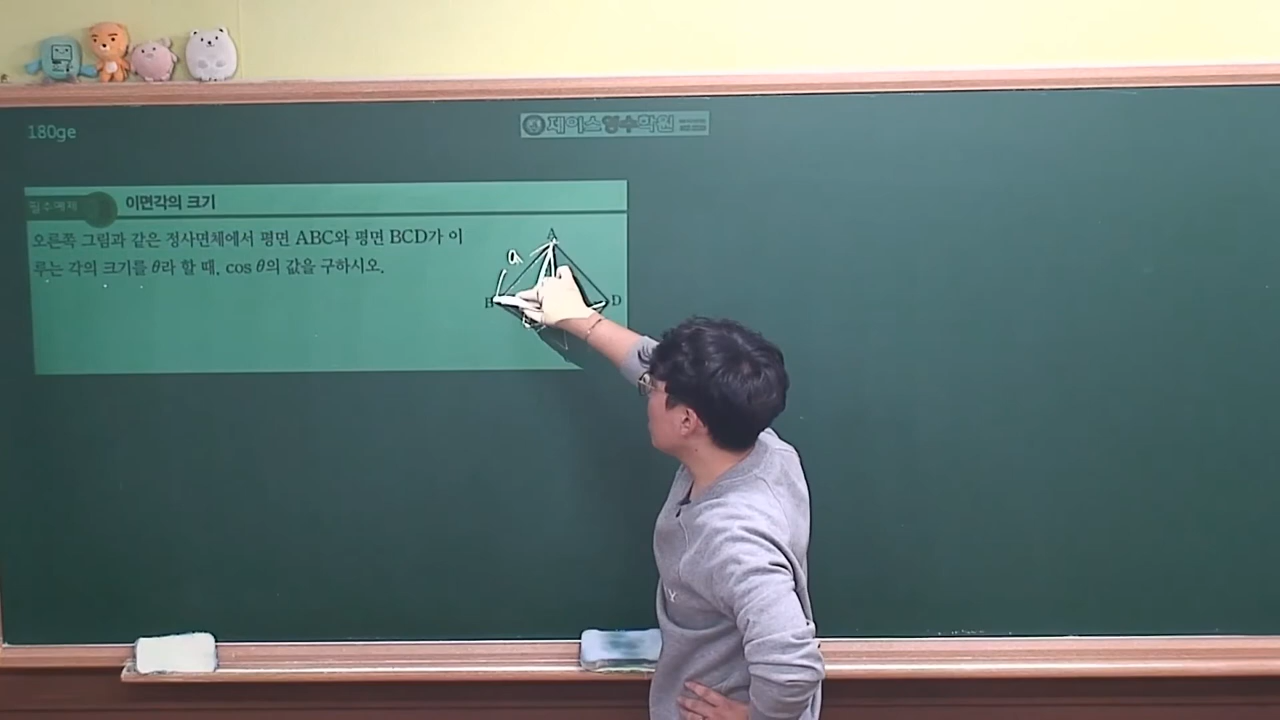 180ge
제이스영수학원
필수예제
이면각의 크기
오른쪽 그림과 같은 정사면체에서 평면 ABC와 평면 BCD가 이
루는 각의 크기를 θ라 할 때, cos θ의 값을 구하시오.
A
a
B
D